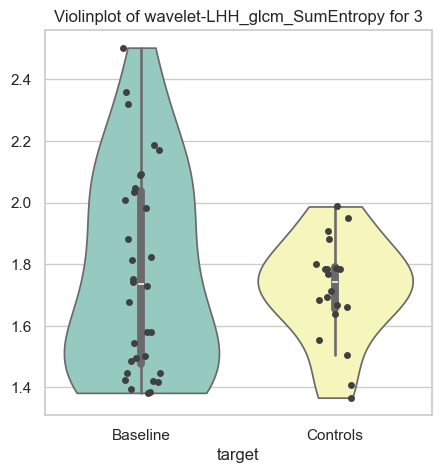 Violinplot of wavelet-LHH_glcm_SumEntropy for 3
2.4
2.2
2.0
1.8
1.6
1.4
Baseline Controls
target